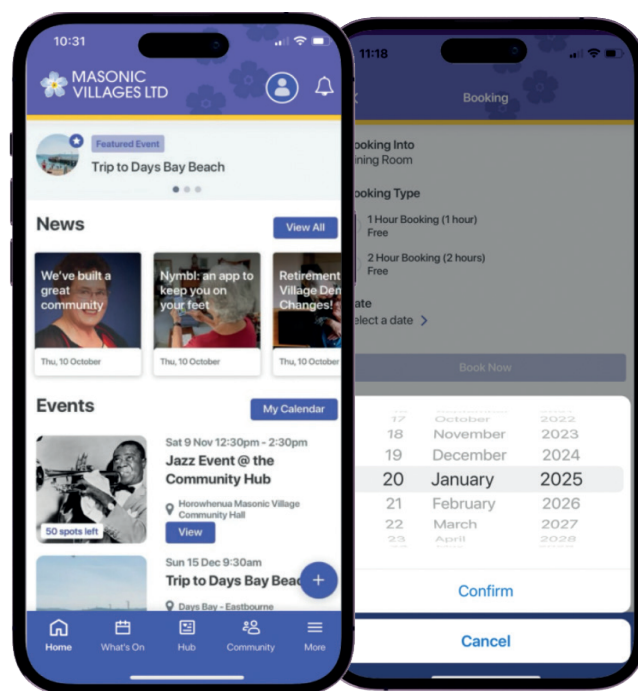 10:31
MASONIC
VILLAGES LTD
Featured Event
Trip to Days Bay Beach
News
View All
We've built a
great
community
Thu, 10 October
Nymbl: an app to
keep you on
your feet
Thu, 10 October
Retirement
Village Den
Changes!
Thu, 10 October
Events
My Calendar
50 spots left
Sat 9 Nov 12:30pm - 2:30pm
Jazz Event @ the
Community Hub
Horowhenua Masonic Village
Community Hall
View
Sun 15 Dec 9:30am
Trip to Days Bay Beac
+
Days Bay - Eastbourne
Home
What's On
Hub
Community
More
11:18
Booking
ooking Into
ining Room
ooking Type
1 Hour Booking (1 hour)
Free
2 Hour Booking (2 hours)
Free
ate
elect a date >
Book Now
17 October 2022
18 November 2023
19 December 2024
20 January 2025
21 February 2026
22 March 2027
23 April 2028
Confirm
Cancel